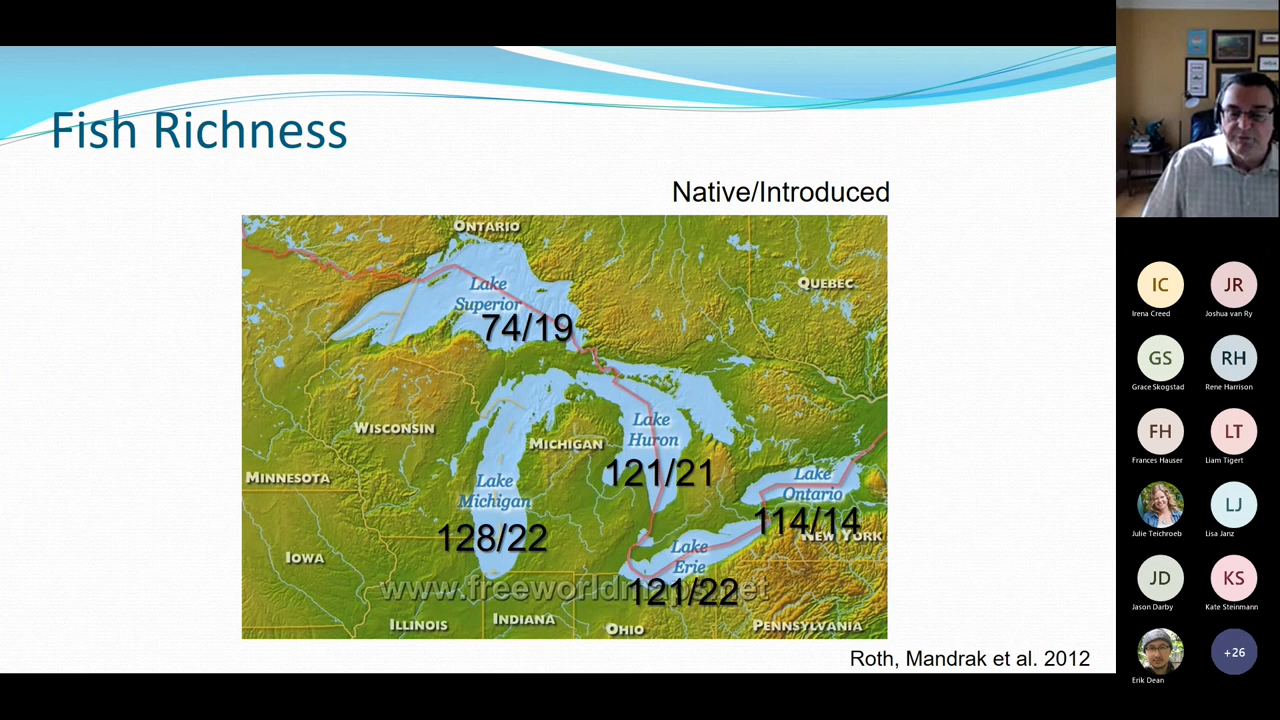 Fish Richness
Native/Introduced
ONTARIO
QUEBEC
Lake
Superior
74/19
WISCONSIN
MICHIGAN
Lake
Huron
121/21
MINNESOTA
Lake
Michigan
128/22
Lake
Ontario
114/14
NEW YORK
IOWA
Lake
Erie
121/22
www.freeworldmaps.net
ILLINOIS
INDIANA
OHIO
PENNSYLVANIA
Roth, Mandrak et al. 2012
IC
JR
Irena Creed
Joshua van Ry
GS
RH
Grace Skogstad
Rene Harrison
FH
LT
Frances Hauser
Liam Tigert
LJ
Julie Teichroeb
Lisa Janz
JD
KS
Jason Darby
Kate Steinmann
+26
Erik Dean